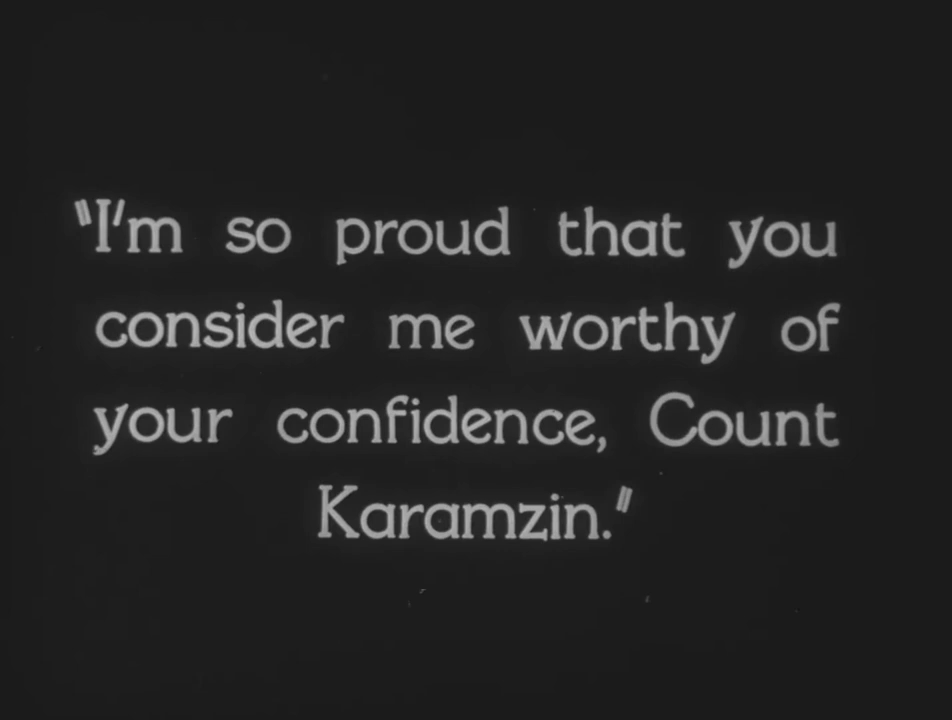 "I'm so proud that you
consider me worthy of
your confidence, Count
Karamzin."